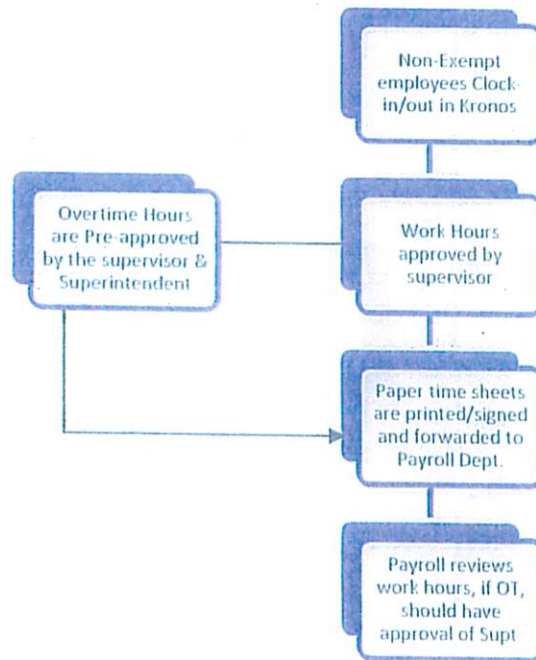 Non-Exempt
employees Clock-
in/out in Kronos
Overtime Hours
are Pre-approved
by the supervisor &
Superintendent
Work Hours
approved by
supervisor
Paper time sheets
are printed/signed
and forwarded to
Payroll Dept.
Payroll reviews
work hours, if OT,
should have
approval of Supt